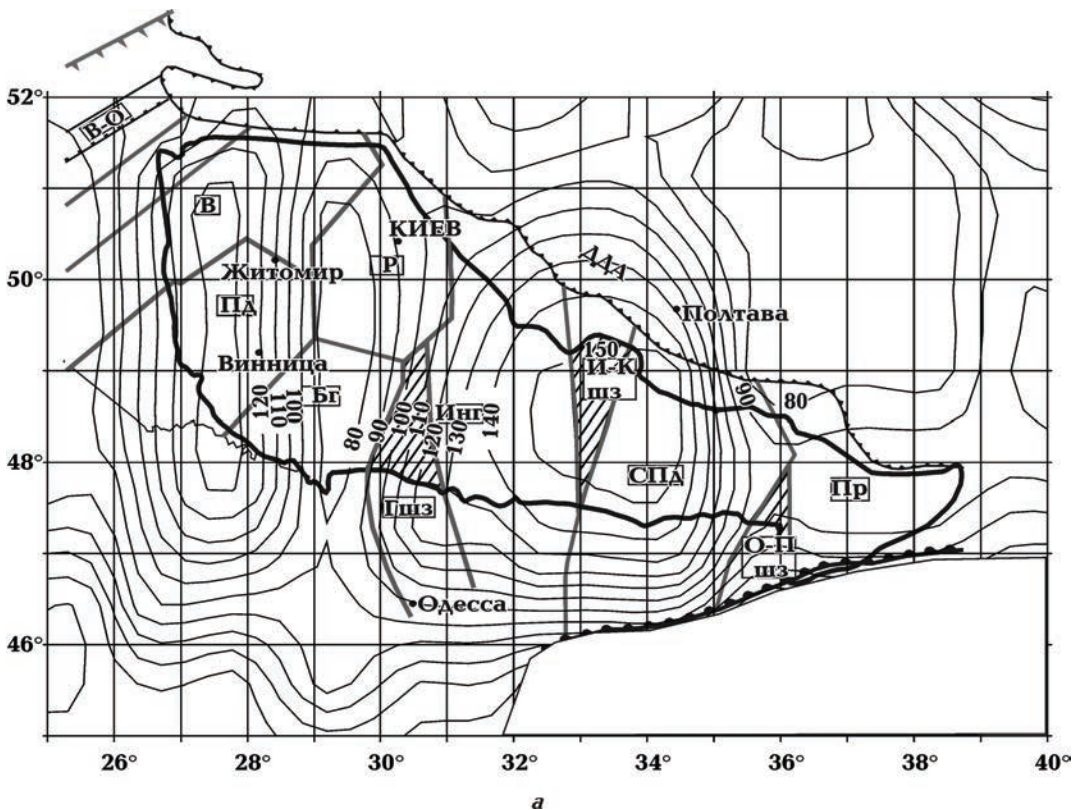 52°
В-О
В
КИЕВ
Р
ДДА
50°
Житомир
Пд
Полтава
Винница
150
И-К
шз
120
110
100
Бг
80
90
100
110
120
130
140
Инг
90
80
48°
СПд
Пр
Гшз
О-П
шз
Одесса
46°
26°
28°
30°
32°
34°
36°
38°
40°
а